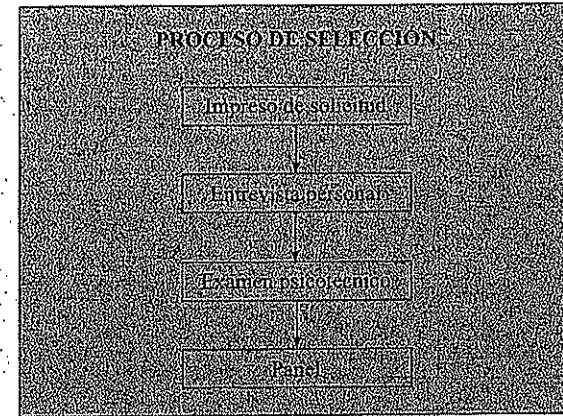 PROCESO DE SELECCION
Impreso de solicitud
Entrevista personal
Examen psicotécnico
Panel